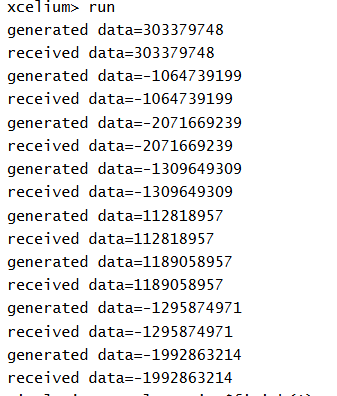 xcelium> run
generated data=303379748
received data=303379748
generated data=-1064739199
received data=-1064739199
generated data=-2071669239
received data=-2071669239
generated data=-1309649309
received data=-1309649309
generated data=112818957
received data=112818957
generated data=1189058957
received data=1189058957
generated data=-1295874971
received data=-1295874971
generated data=-1992863214
received data=-1992863214